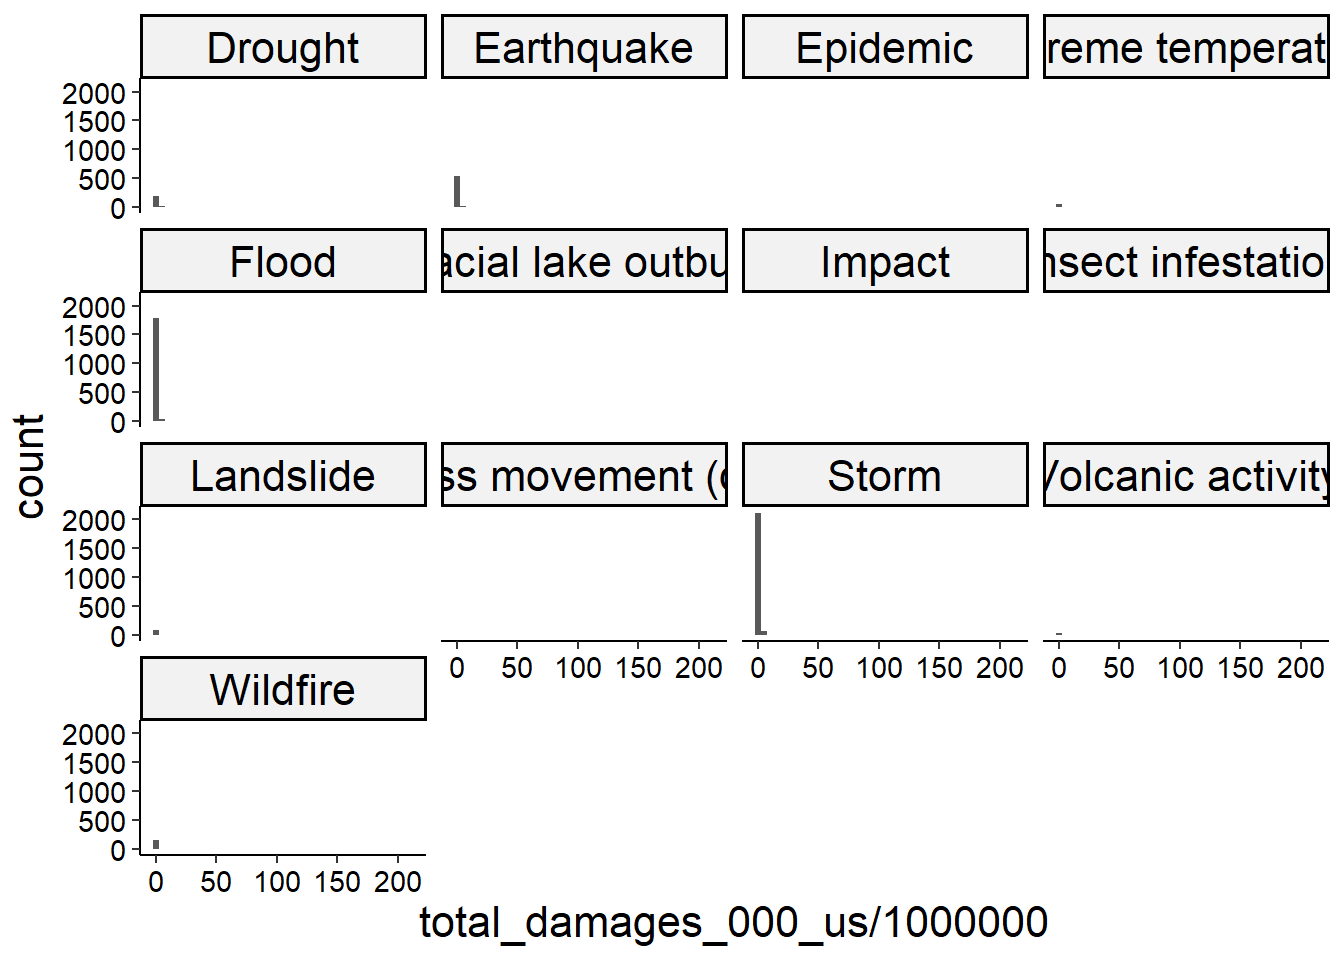 Drought
Earthquake
Epidemic
reme temperat
2000
1500
1000
500
0
Flood
acial lake outbu
Impact
nsect infestatio
2000
1500
1000
500
0
count
Landslide
ss movement (d
Storm
Volcanic activity
2000
1500
1000
500
0
0 50 100 150 200
0 50 100 150 200
0 50 100 150 200
Wildfire
2000
1500
1000
500
0
0 50 100 150 200
total_damages_000_us/1000000